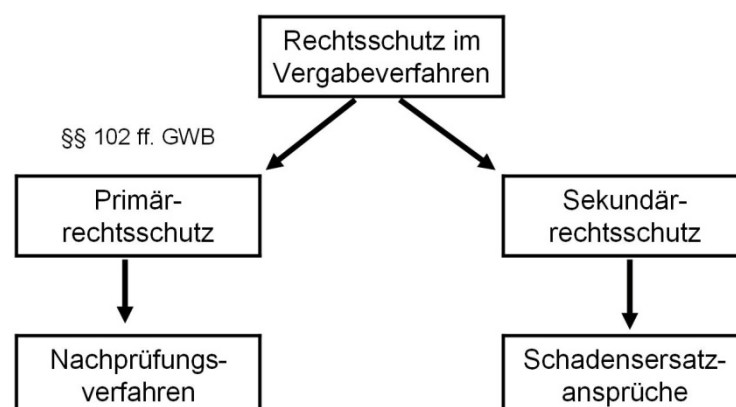 Rechtsschutz im
Vergabeverfahren
§§ 102 ff. GWB
Primär-
rechtsschutz
Sekundär-
rechtsschutz
Nachprüfungs-
verfahren
Schadensersatz-
ansprüche